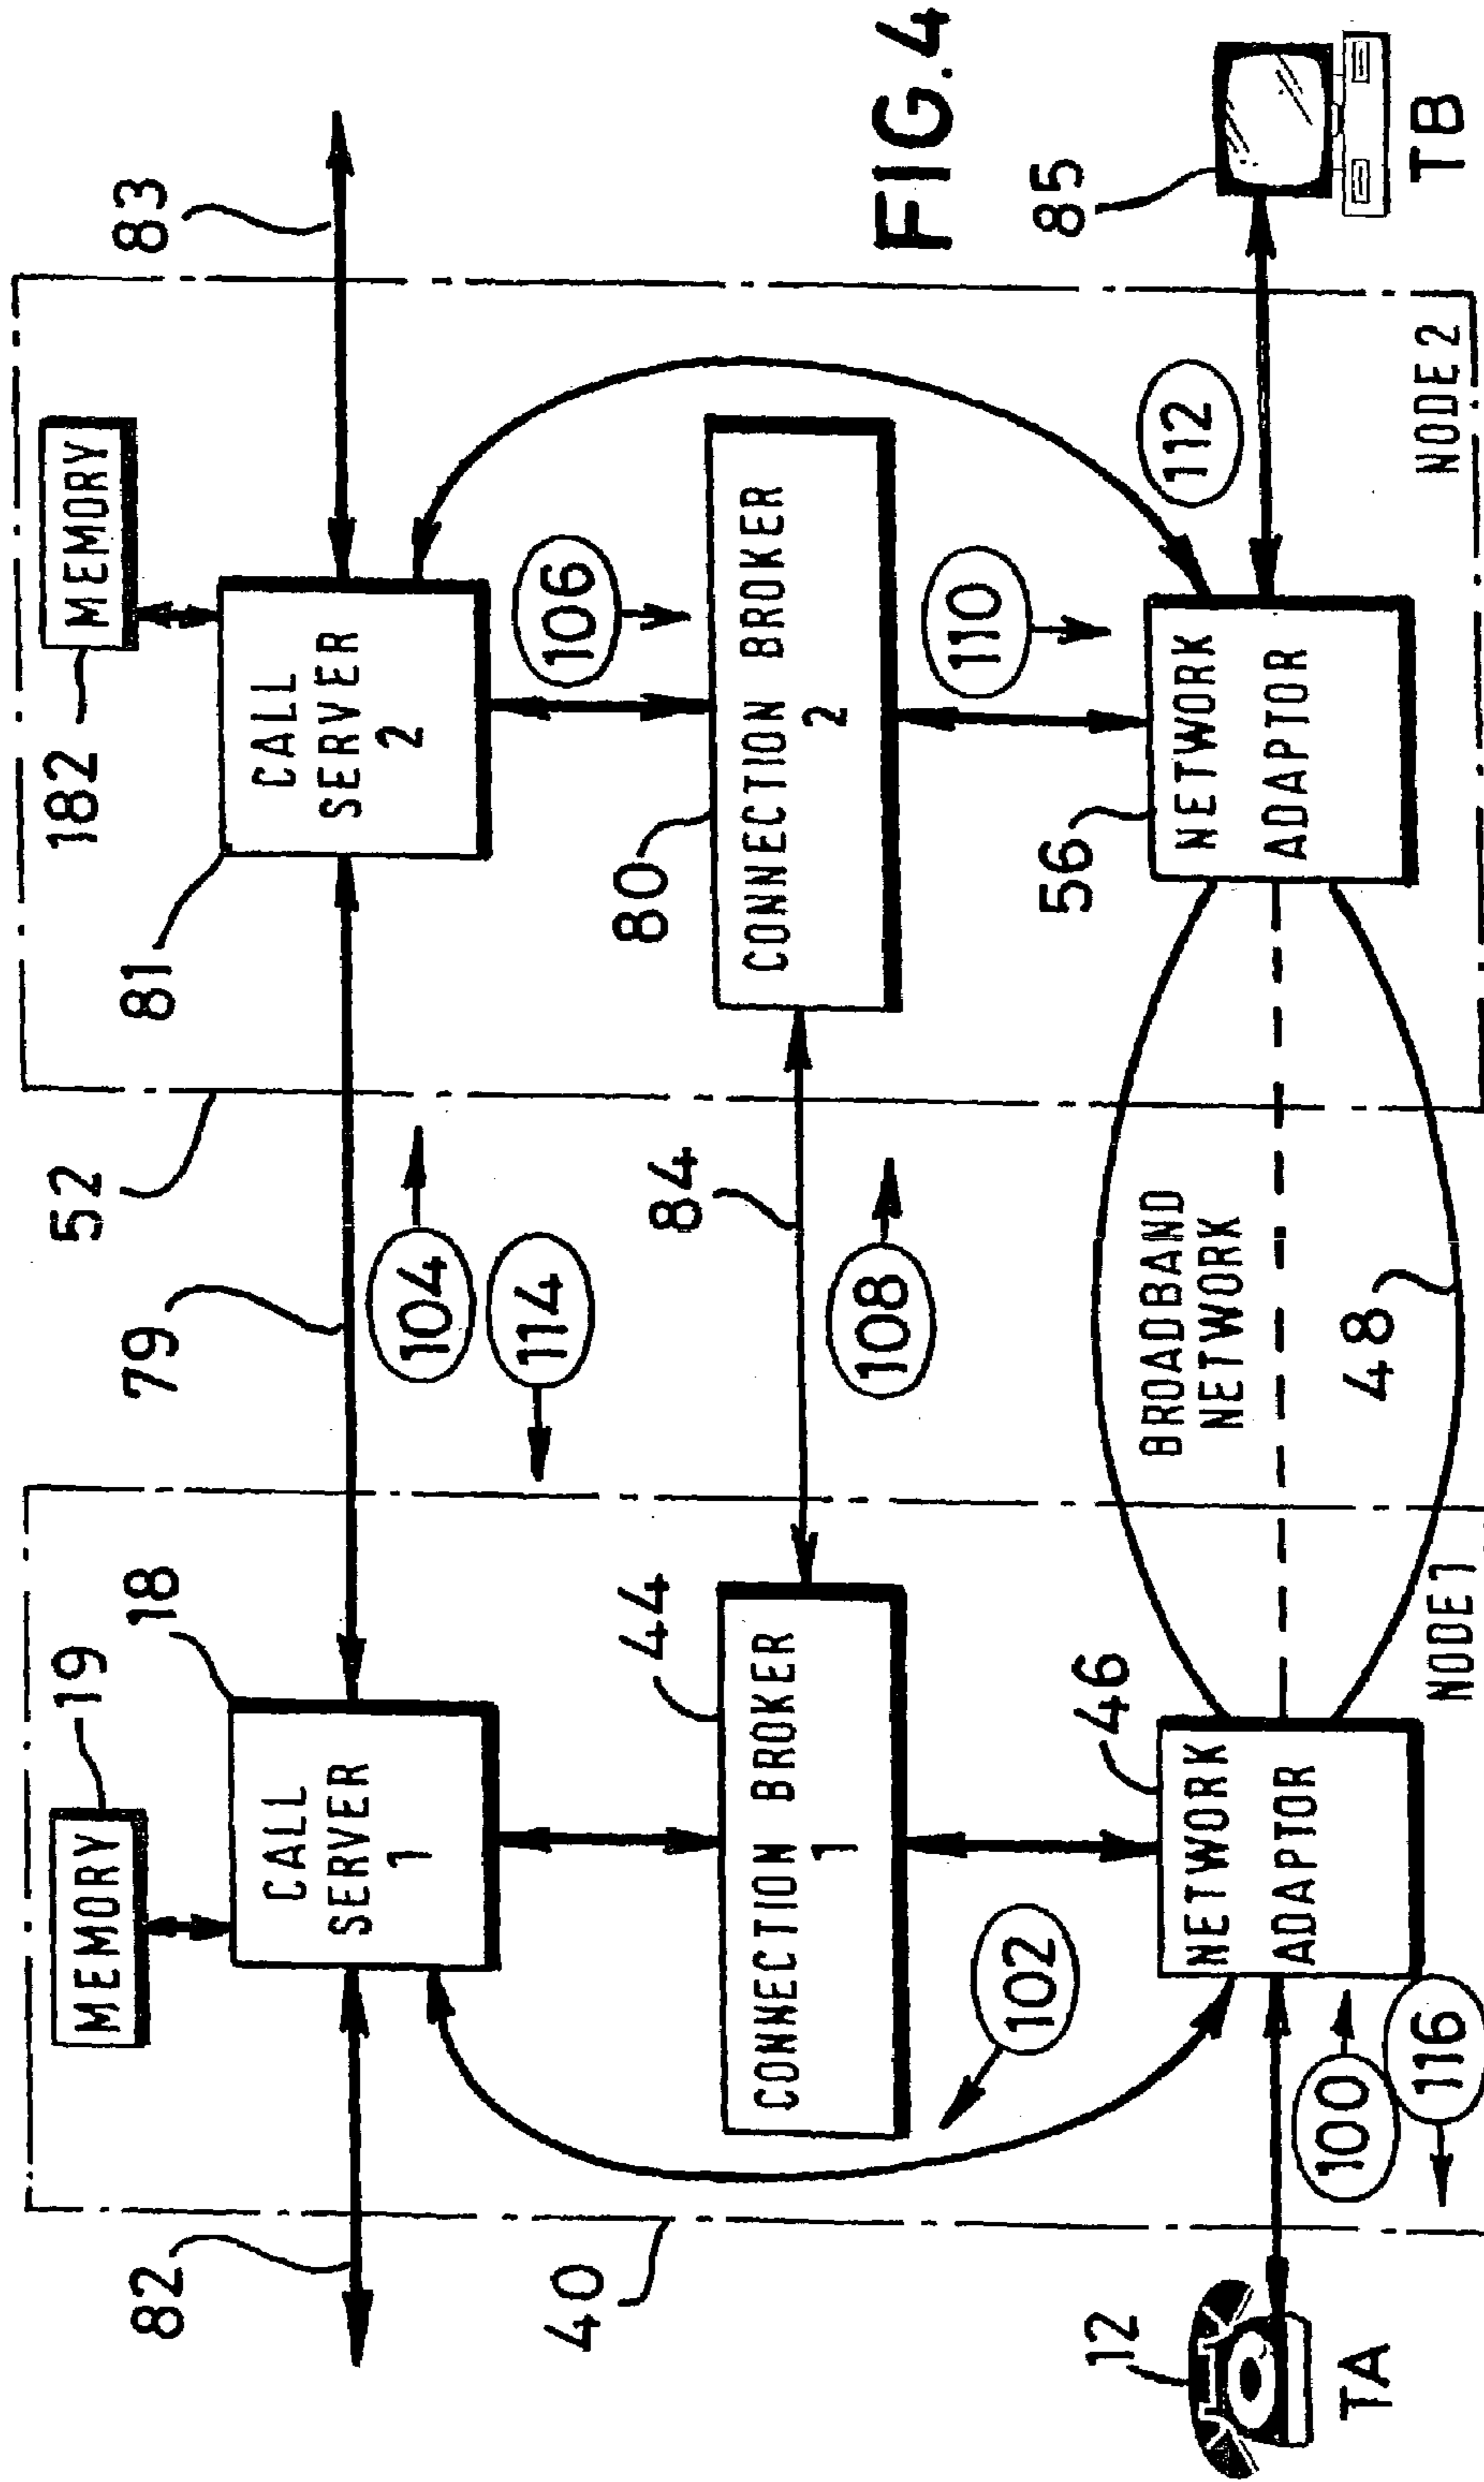 82
MEMORY
19
18
79
52
81
182
MEMORY
83
CALL
SERVER
1
CALL
SERVER
2
104
114
106
40
44
84
80
CONNECTION BROKER
1
CONNECTION BROKER
2
108
102
110
FIG.4
12
46
BROADBAND
NETWORK
56
112
85
NETWORK
ADAPTOR
NETWORK
ADAPTOR
TA
100
116
48
NODE 1
NODE 2
TB